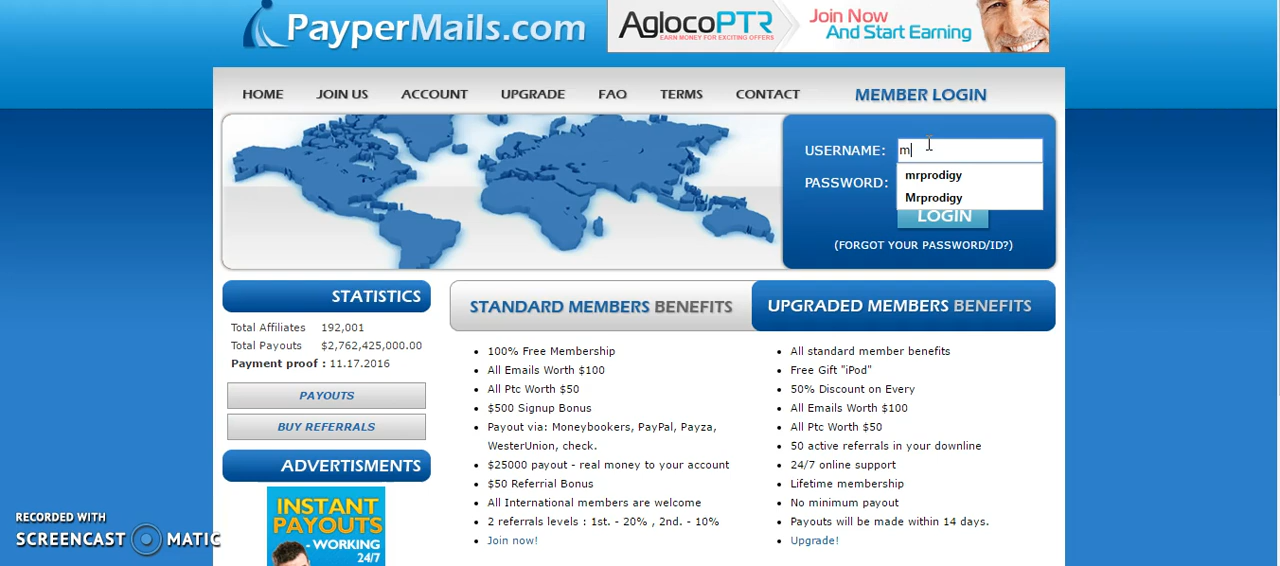 PayperMails.com
AglocoPTR
EARN MONEY FOR EXCITING OFFERS
Join Now
And Start Earning
HOME JOIN US ACCOUNT UPGRADE FAQ TERMS CONTACT MEMBER LOGIN
USERNAME: m
mrprodigy
Mrprodigy
PASSWORD:
LOGIN
(FORGOT YOUR PASSWORD/ID?)
STATISTICS
Total Affiliates 192,001
Total Payouts $2,762,425,000.00
Payment proof : 11.17.2016
PAYOUTS
BUY REFERRALS
ADVERTISMENTS
INSTANT
PAYOUTS
- WORKING
24/7
STANDARD MEMBERS BENEFITS
100% Free Membership
All Emails Worth $100
All Ptc Worth $50
$500 Signup Bonus
Payout via: Moneybookers, PayPal, Payza,
WesterUnion, check.
$25000 payout - real money to your account
$50 Referrial Bonus
All International members are welcome
2 referrals levels : 1st. - 20% , 2nd. - 10%
Join now!
UPGRADED MEMBERS BENEFITS
All standard member benefits
Free Gift "iPod"
50% Discount on Every
All Emails Worth $100
All Ptc Worth $50
50 active referrals in your downline
24/7 online support
Lifetime membership
No minimum payout
Payouts will be made within 14 days.
Upgrade!
RECORDED WITH
SCREENCAST MATIC